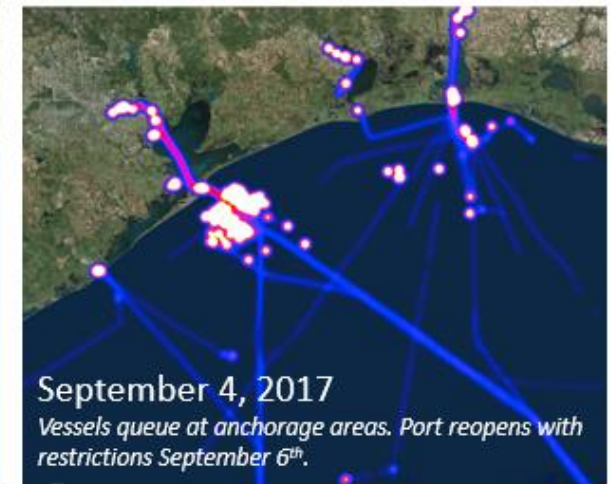 September 4, 2017
Vessels queue at anchorage areas. Port reopens with
restrictions September 6th.